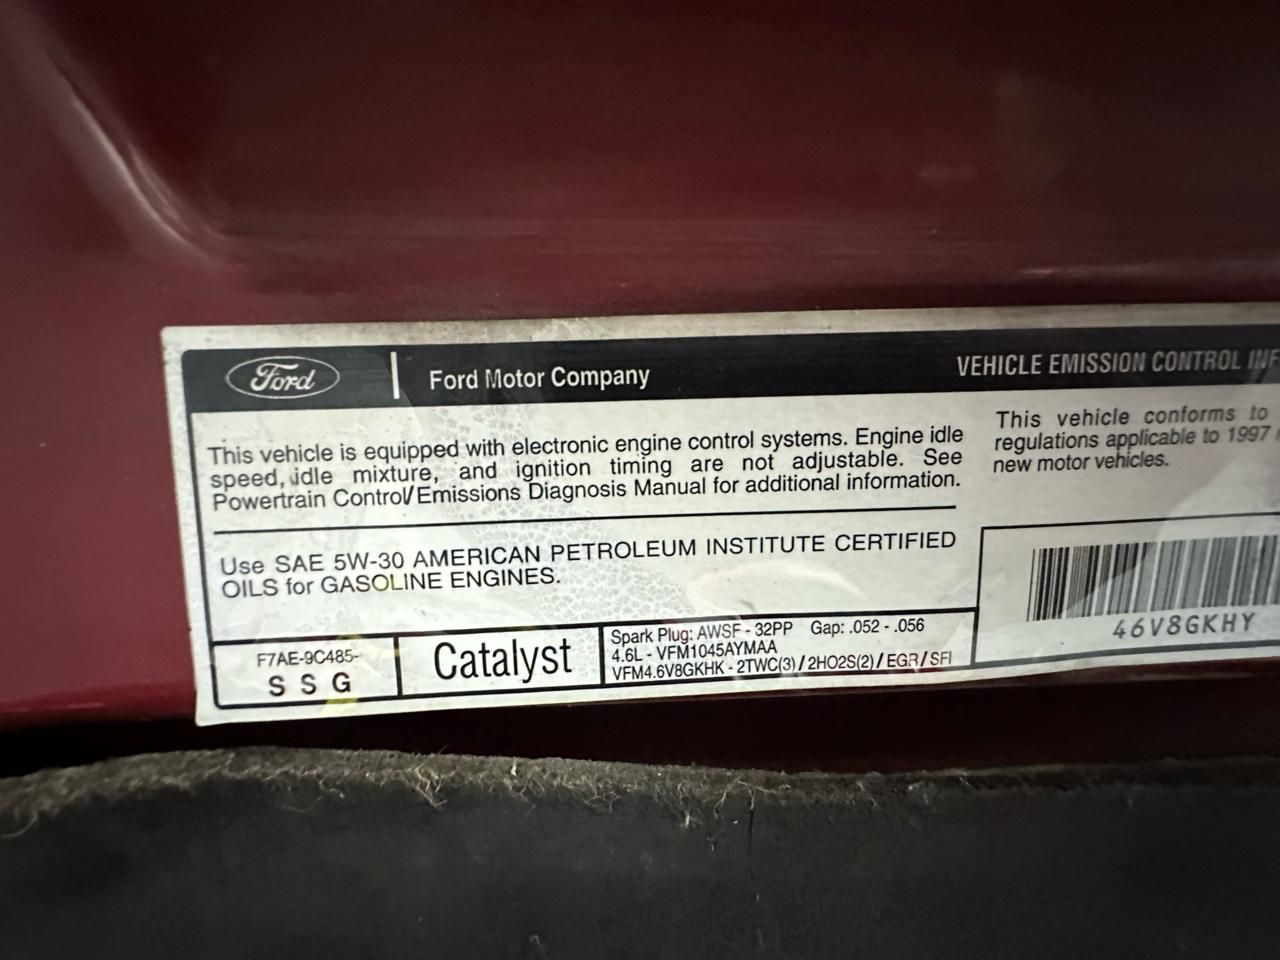 Ford | Ford Motor Company VEHICLE EMISSION CONTROL
This vehicle is equipped with electronic engine control systems. Engine idle
speed, idle mixture, and ignition timing are not adjustable. See
Powertrain Control/Emissions Diagnosis Manual for additional information.
Use SAE 5W-30 AMERICAN PETROLEUM INSTITUTE CERTIFIED
OILS for GASOLINE ENGINES.
F7AE-9C485-
S S G
Catalyst
Spark Plug: AWSF - 32PP Gap: .052 - .056
4.6L - VFM1045AYMAA
VFM4.6V8GKHK - 2TWC(3) / 2HO2S(2) / EGR / SFI
This vehicle conforms to
regulations applicable to 1997
new motor vehicles.
46V8GKHY